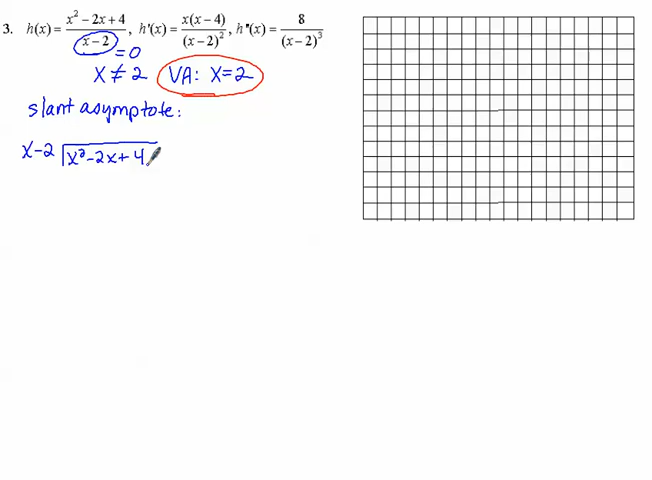 3. h(x) = (x² − 2x + 4)/(x − 2), h'(x) = x(x − 4)/(x − 2)², h''(x) = 8/(x − 2)³
= 0
X ≠ 2 VA: X = 2
slant asymptote:
x − 2 ⟌ x² − 2x + 4